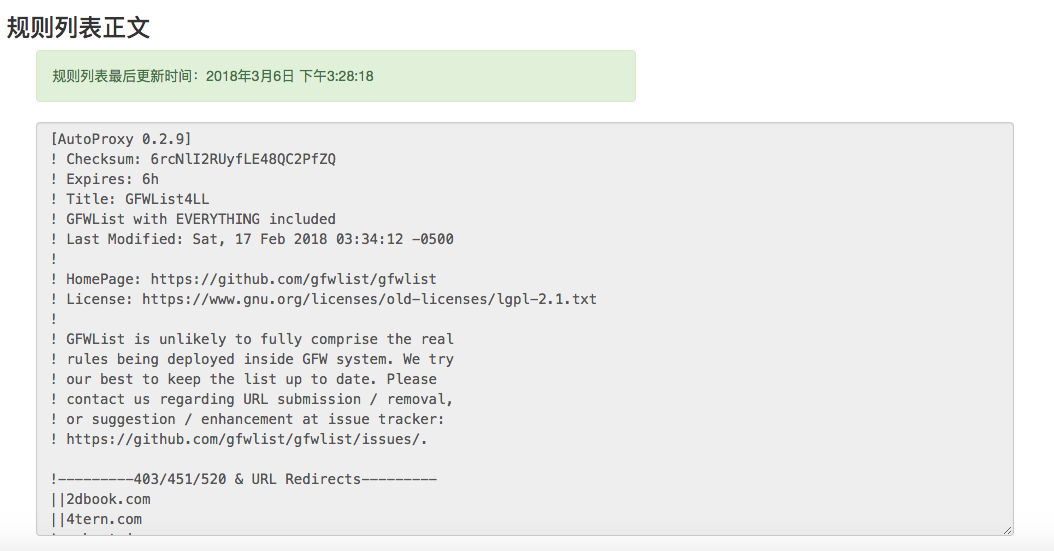 规则列表正文
规则列表最后更新时间：2018年3月6日 下午3:28:18
[AutoProxy 0.2.9]
! Checksum: 6rcNlI2RUyfLE48QC2PfZQ
! Expires: 6h
! Title: GFWList4LL
! GFWList with EVERYTHING included
! Last Modified: Sat, 17 Feb 2018 03:34:12 -0500
!
! HomePage: https://github.com/gfwlist/gfwlist
! License: https://www.gnu.org/licenses/old-licenses/lgpl-2.1.txt
!
! GFWList is unlikely to fully comprise the real
! rules being deployed inside GFW system. We try
! our best to keep the list up to date. Please
! contact us regarding URL submission / removal,
! or suggestion / enhancement at issue tracker:
! https://github.com/gfwlist/gfwlist/issues/.
!---------403/451/520 & URL Redirects---------
||2dbook.com
||4tern.com